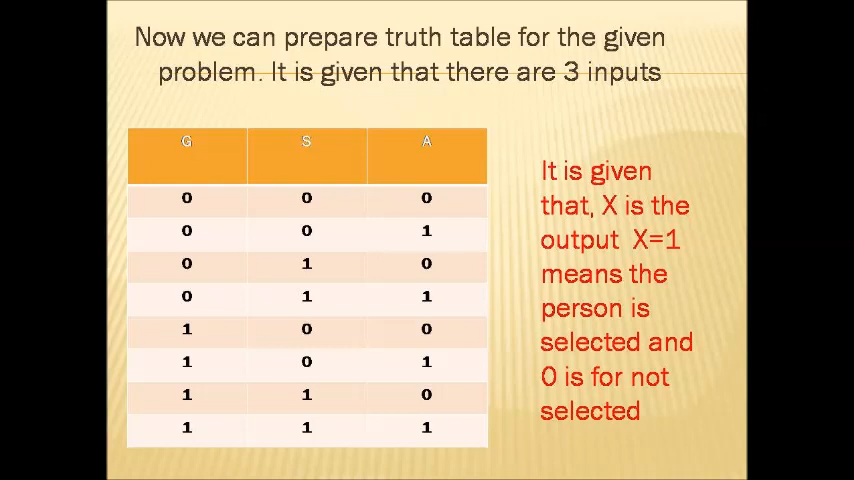 Now we can prepare truth table for the given
problem. It is given that there are 3 inputs
G S A
0 0 0
0 0 1
0 1 0
0 1 1
1 0 0
1 0 1
1 1 0
1 1 1
It is given
that, X is the
output X=1
means the
person is
selected and
0 is for not
selected